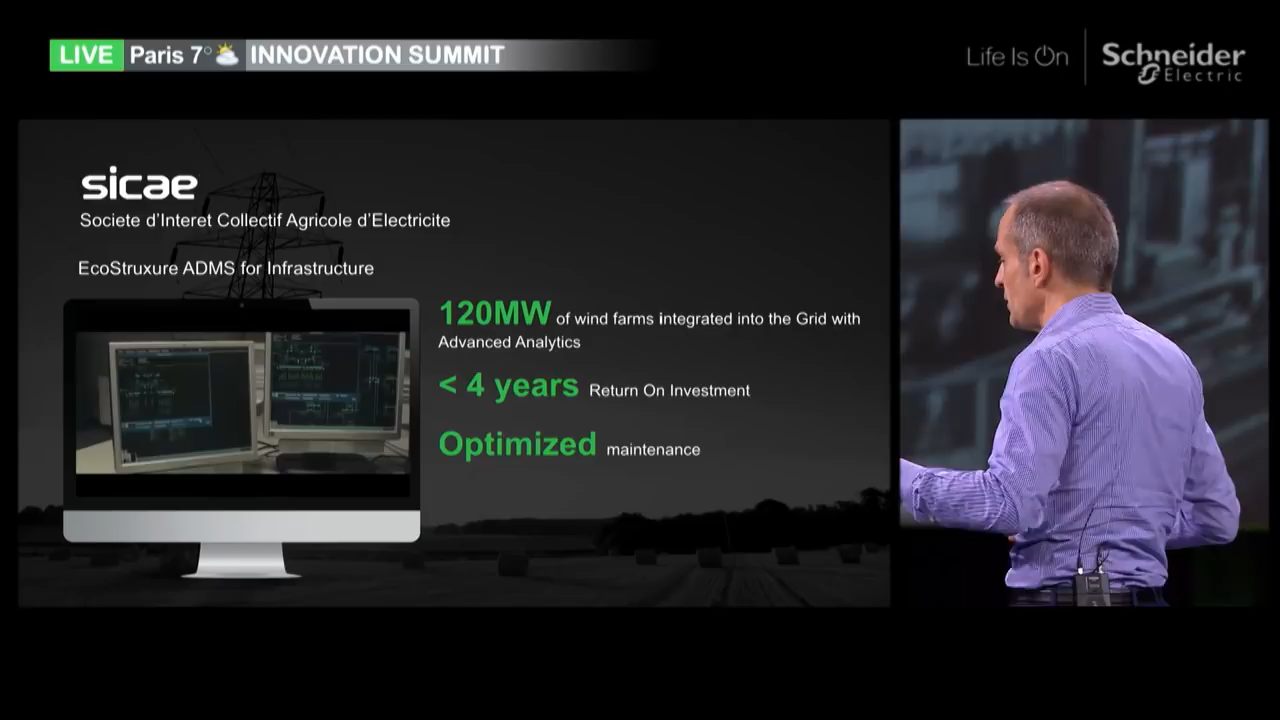 LIVE Paris 7° INNOVATION SUMMIT
Life Is On
Schneider
Electric
sicae
Societe d'Interet Collectif Agricole d'Electricite
EcoStruxure ADMS for Infrastructure
120MW of wind farms integrated into the Grid with
Advanced Analytics
< 4 years Return On Investment
Optimized maintenance